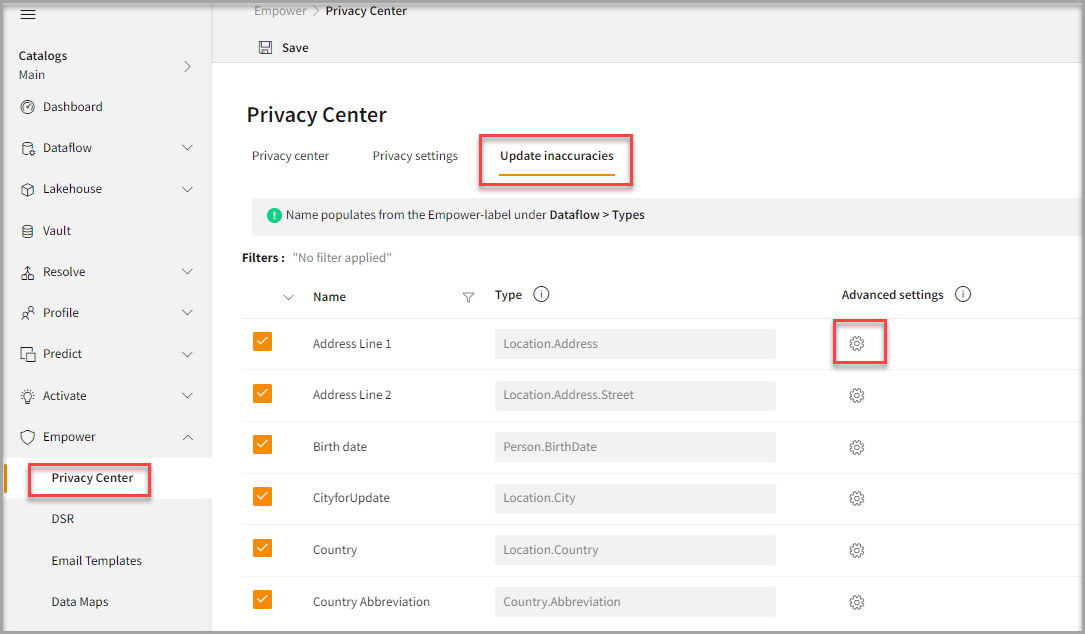 Empower > Privacy Center
Save
Catalogs
Main
Dashboard
Dataflow
Lakehouse
Vault
Resolve
Profile
Predict
Activate
Empower
Privacy Center
DSR
Email Templates
Data Maps
Privacy Center
Privacy center Privacy settings Update inaccuracies
Name populates from the Empower-label under Dataflow > Types
Filters : "No filter applied"
Name Type Advanced settings
Address Line 1 Location.Address
Address Line 2 Location.Address.Street
Birth date Person.BirthDate
CityforUpdate Location.City
Country Location.Country
Country Abbreviation Country.Abbreviation